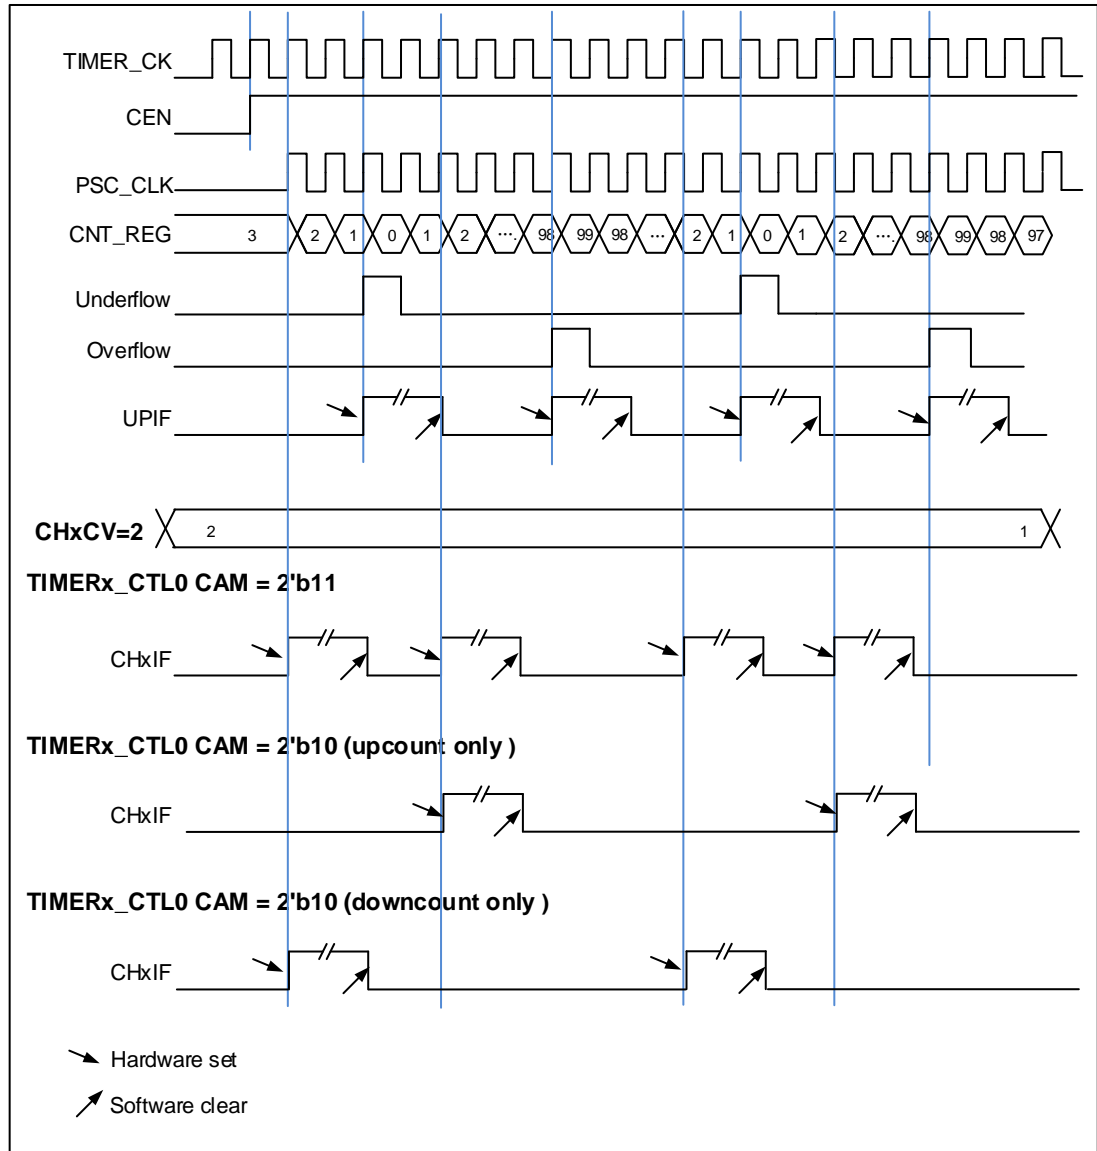 TIMER_CK
CEN
PSC_CLK
CNT_REG 3 2 1 0 1 2 .... 98 99 98 ... 2 1 0 1 2 .... 98 99 98 97
Underflow
Overflow
UPIF
CHxCV=2 2 1
TIMERx_CTL0 CAM = 2'b11
CHxIF
TIMERx_CTL0 CAM = 2'b10 (upcount only )
CHxIF
TIMERx_CTL0 CAM = 2'b10 (downcount only )
CHxIF
Hardware set
Software clear